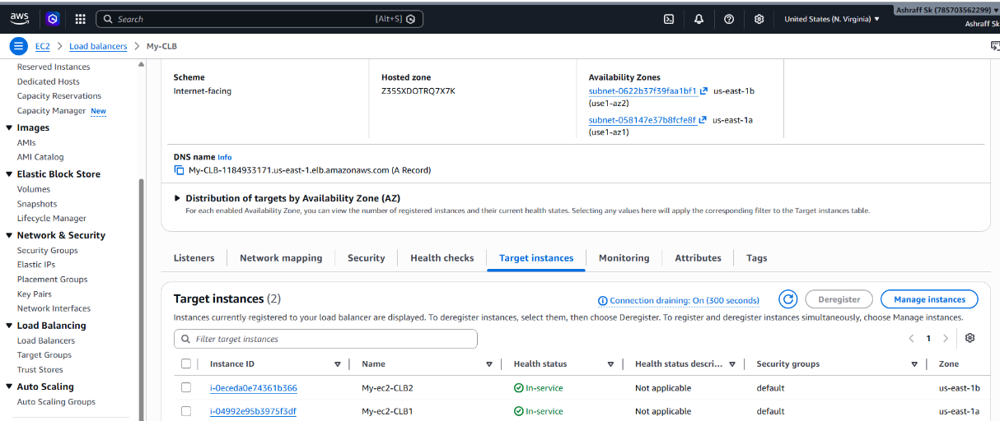 aws
Search
[Alt+S]
United States (N. Virginia)
Ashraff Sk (785703562299)
Ashraff Sk
EC2
Load balancers
My-CLB
Reserved Instances
Dedicated Hosts
Capacity Reservations
Capacity Manager New
Images
AMIs
AMI Catalog
Elastic Block Store
Volumes
Snapshots
Lifecycle Manager
Network & Security
Security Groups
Elastic IPs
Placement Groups
Key Pairs
Network Interfaces
Load Balancing
Load Balancers
Target Groups
Trust Stores
Auto Scaling
Auto Scaling Groups
Scheme
Internet-facing
Hosted zone
Z35SXDOTRQ7X7K
Availability Zones
subnet-0622b37f39faa1bf1 us-east-1b
(use1-az2)
subnet-058147e37b8fcfe8f us-east-1a
(use1-az1)
DNS name Info
My-CLB-1184933171.us-east-1.elb.amazonaws.com (A Record)
Distribution of targets by Availability Zone (AZ)
For each enabled Availability Zone, you can view the number of registered instances and their current health states. Selecting any values here will apply the corresponding filter to the Target instances table.
Listeners
Network mapping
Security
Health checks
Target instances
Monitoring
Attributes
Tags
Target instances (2)
Connection draining: On (300 seconds)
Deregister
Manage instances
Instances currently registered to your load balancer are displayed. To deregister instances, select them, then choose Deregister. To register and deregister instances simultaneously, choose Manage instances.
Filter target instances
1
Instance ID Name Health status Health status descri... Security groups Zone
i-0eceda0e74361b366 My-ec2-CLB2 In-service Not applicable default us-east-1b
i-04992e95b3975f3df My-ec2-CLB1 In-service Not applicable default us-east-1a